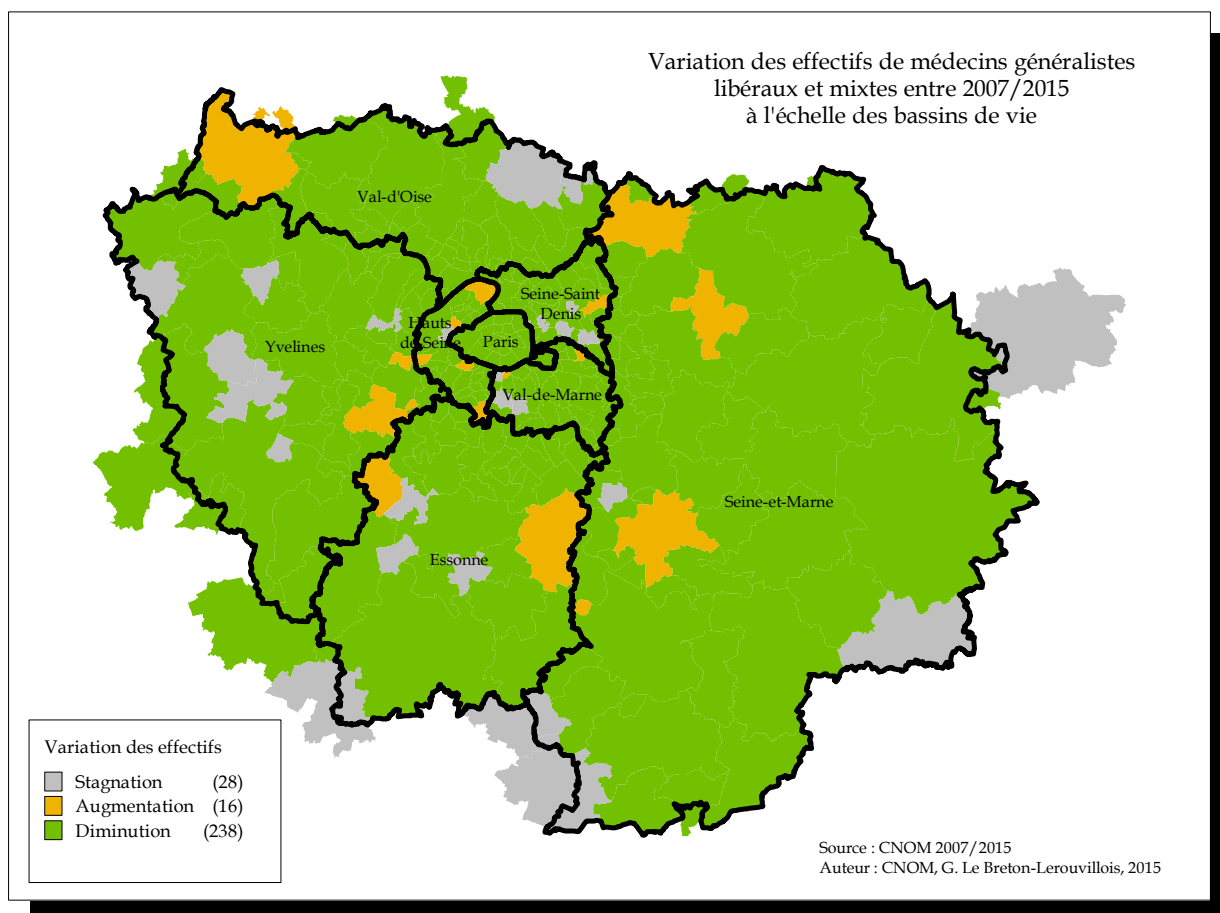 Variation des effectifs de médecins généralistes
libéraux et mixtes entre 2007/2015
à l'échelle des bassins de vie
Val-d'Oise
Seine-Saint
Denis
Hauts
de Seine
Paris
Yvelines
Val-de-Marne
Seine-et-Marne
Essonne
Variation des effectifs
Stagnation (28)
Augmentation (16)
Diminution (238)
Source : CNOM 2007/2015
Auteur : CNOM, G. Le Breton-Lerouvillois, 2015